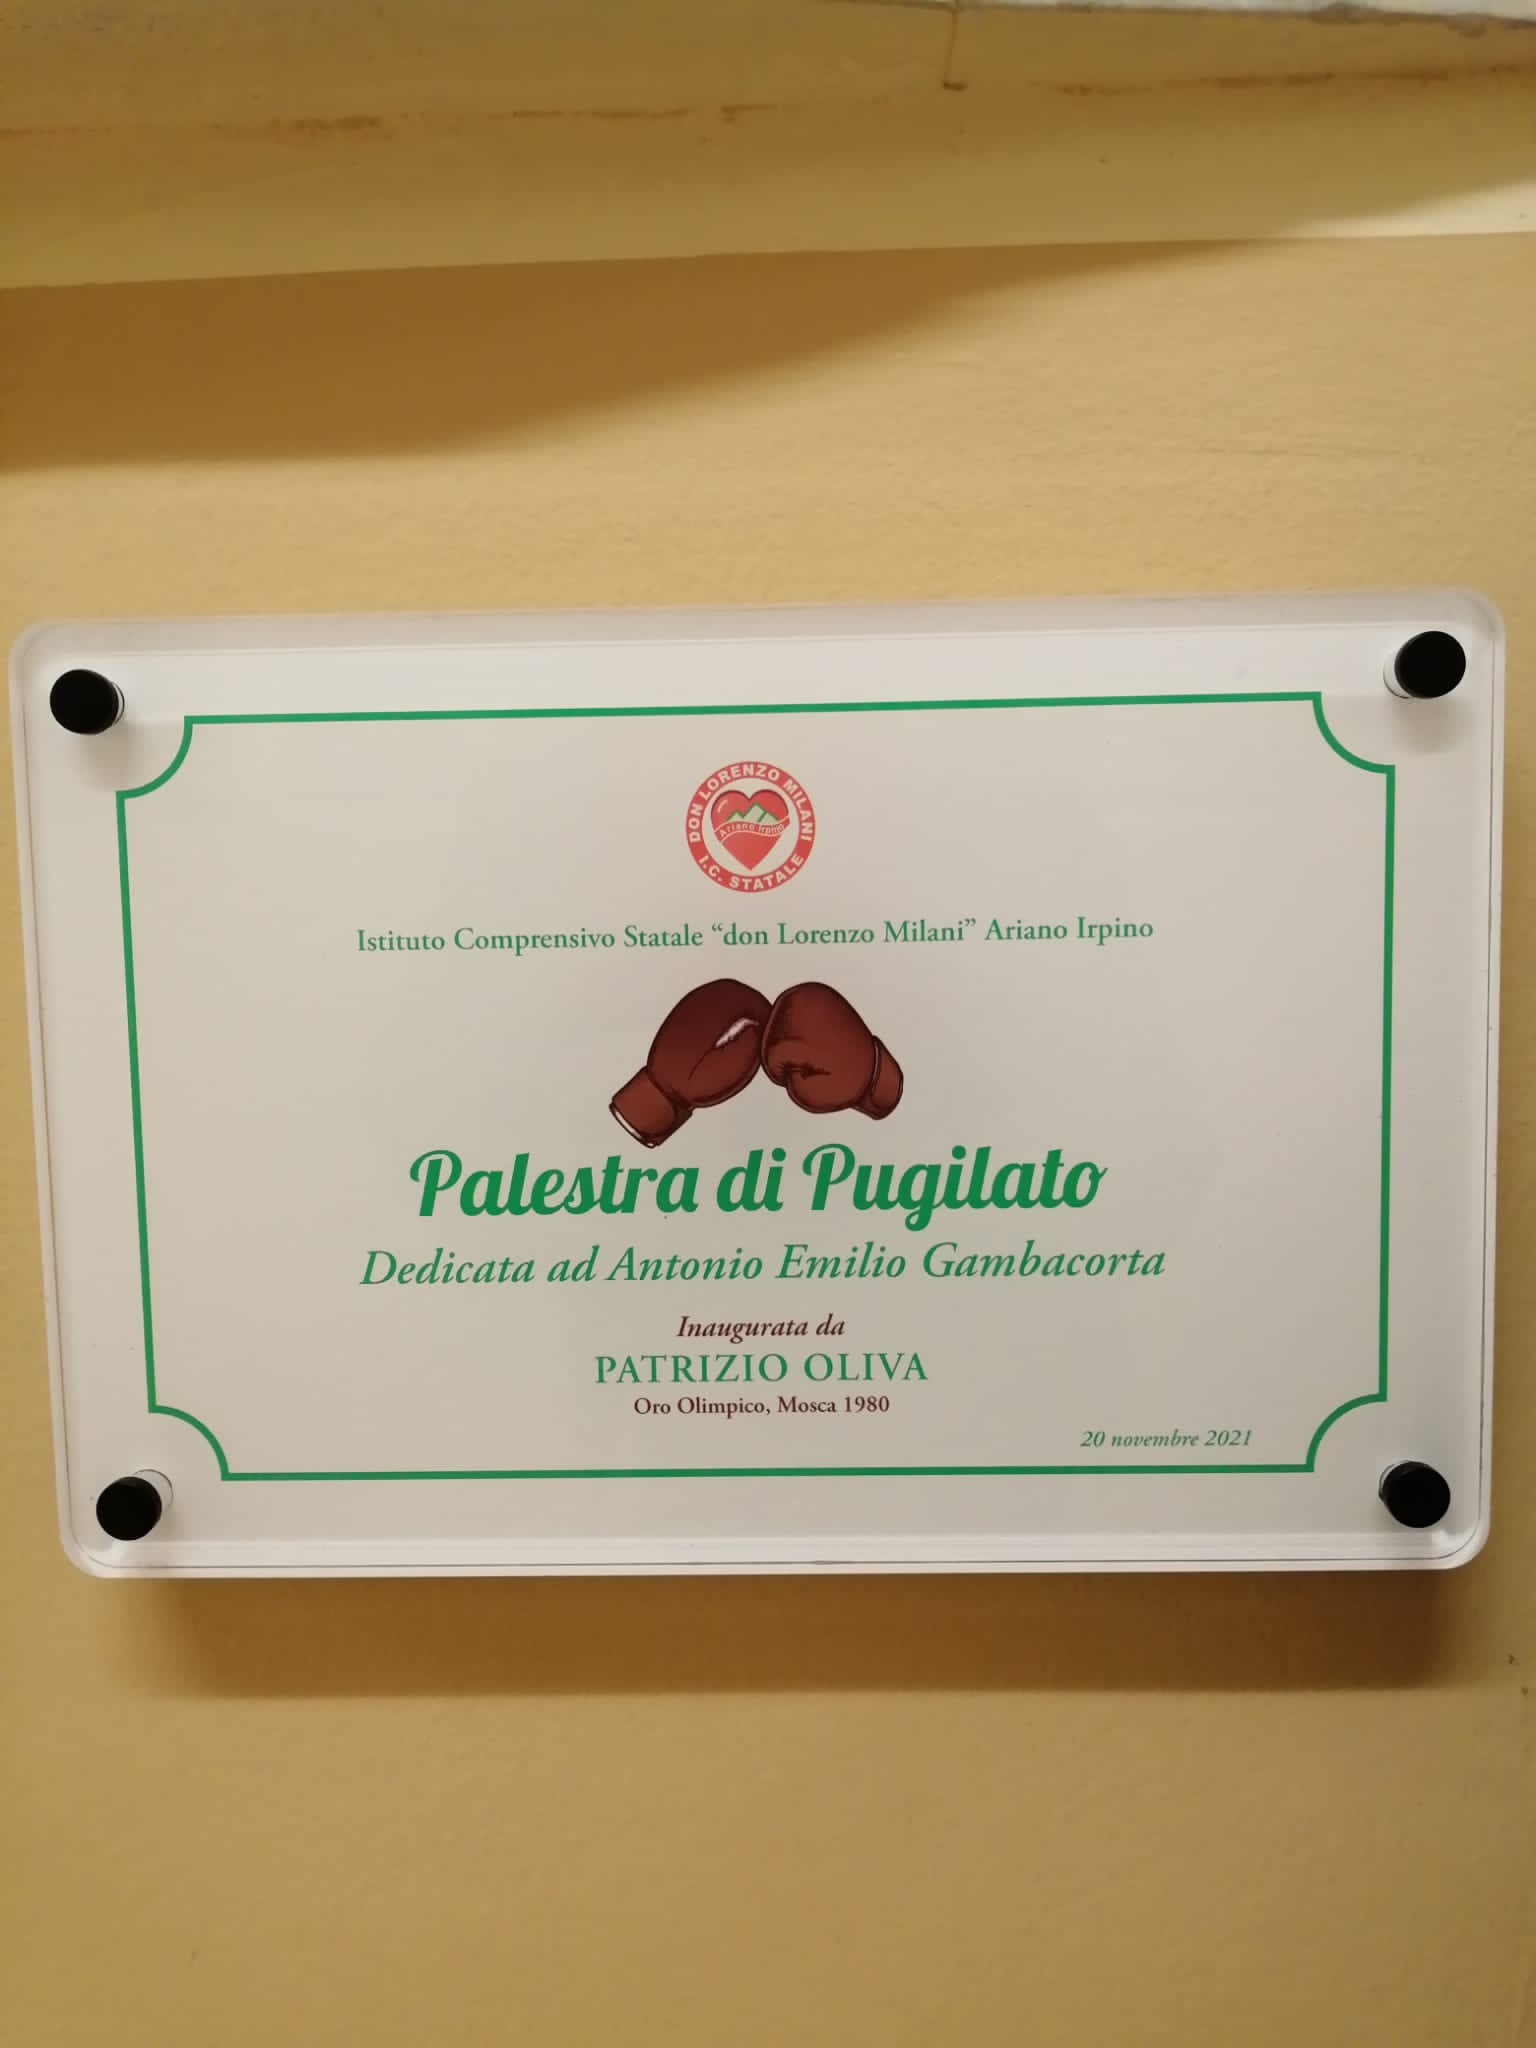 DON LORENZO MILANI
Ariano Irpino
I.C. STATALE
Istituto Comprensivo Statale “don Lorenzo Milani” Ariano Irpino
Palestra di Pugilato
Dedicata ad Antonio Emilio Gambacorta
Inaugurata da
PATRIZIO OLIVA
Oro Olimpico, Mosca 1980
20 novembre 2021